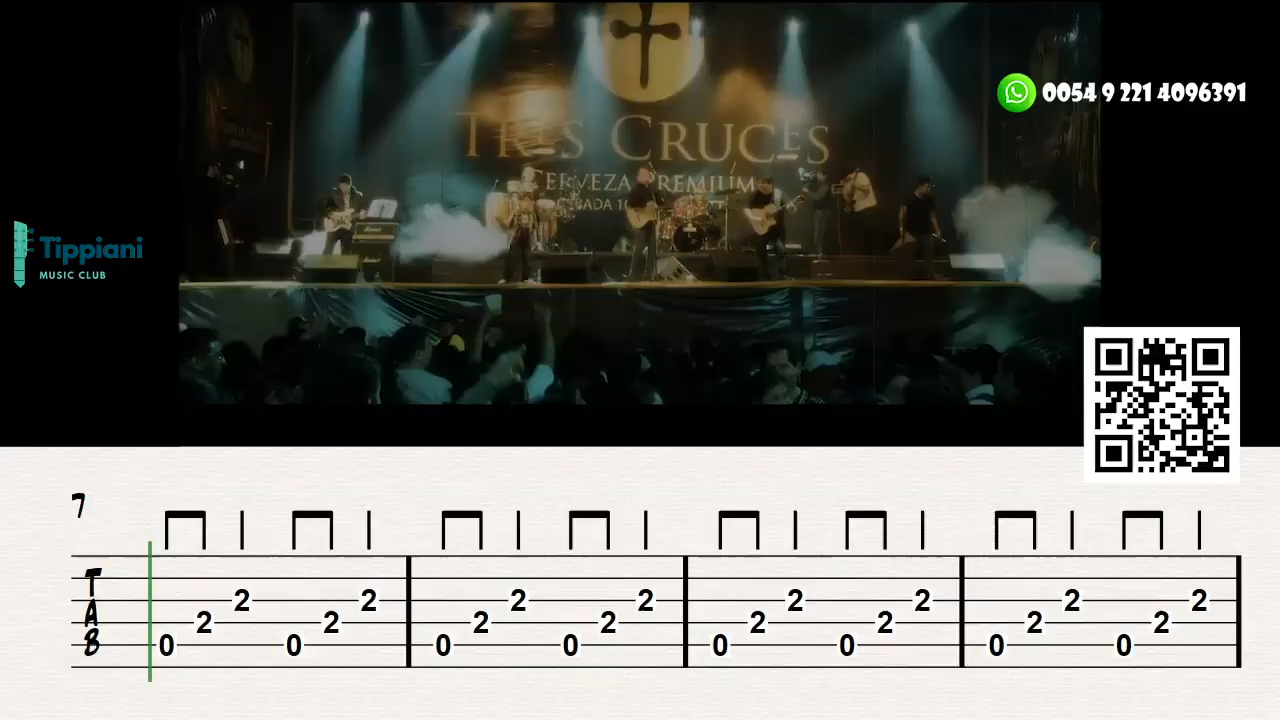 TRES CRUCES
CERVEZA PREMIUM
0054 9 221 4096391
Tippiani
MUSIC CLUB
7
T
A
B
2 2 2 2 2 2 2 2
2 2 2 2 2 2 2 2
0 0 0 0 0 0 0 0